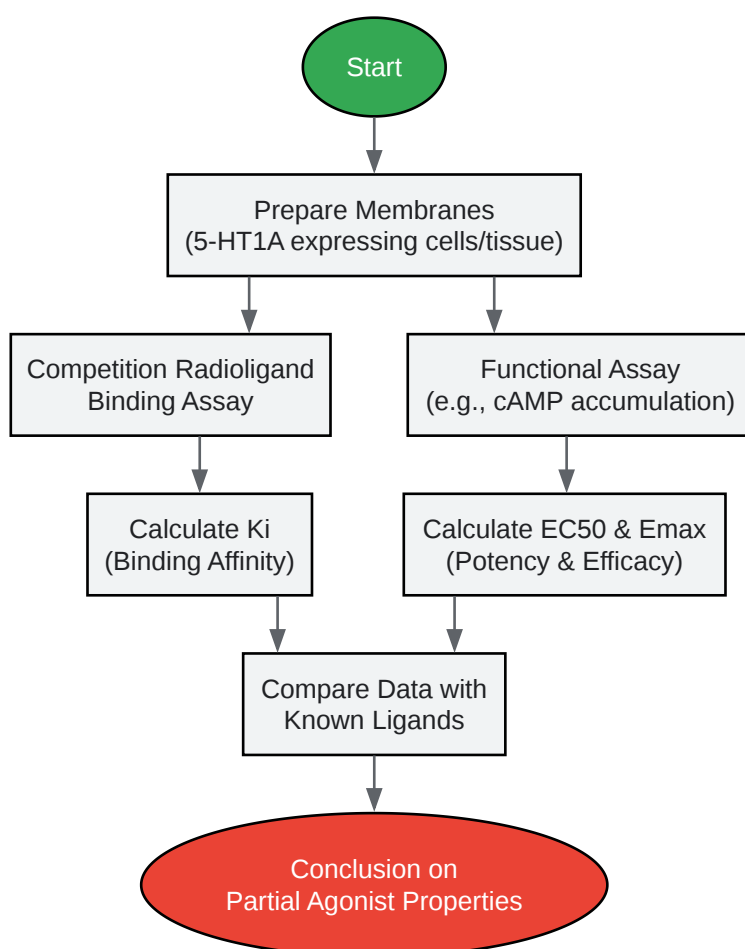 Start
Prepare Membranes
(5-HT1A expressing cells/tissue)
Competition Radioligand
Binding Assay
Functional Assay
(e.g., cAMP accumulation)
Calculate Ki
(Binding Affinity)
Calculate EC50 & Emax
(Potency & Efficacy)
Compare Data with
Known Ligands
Conclusion on
Partial Agonist Properties